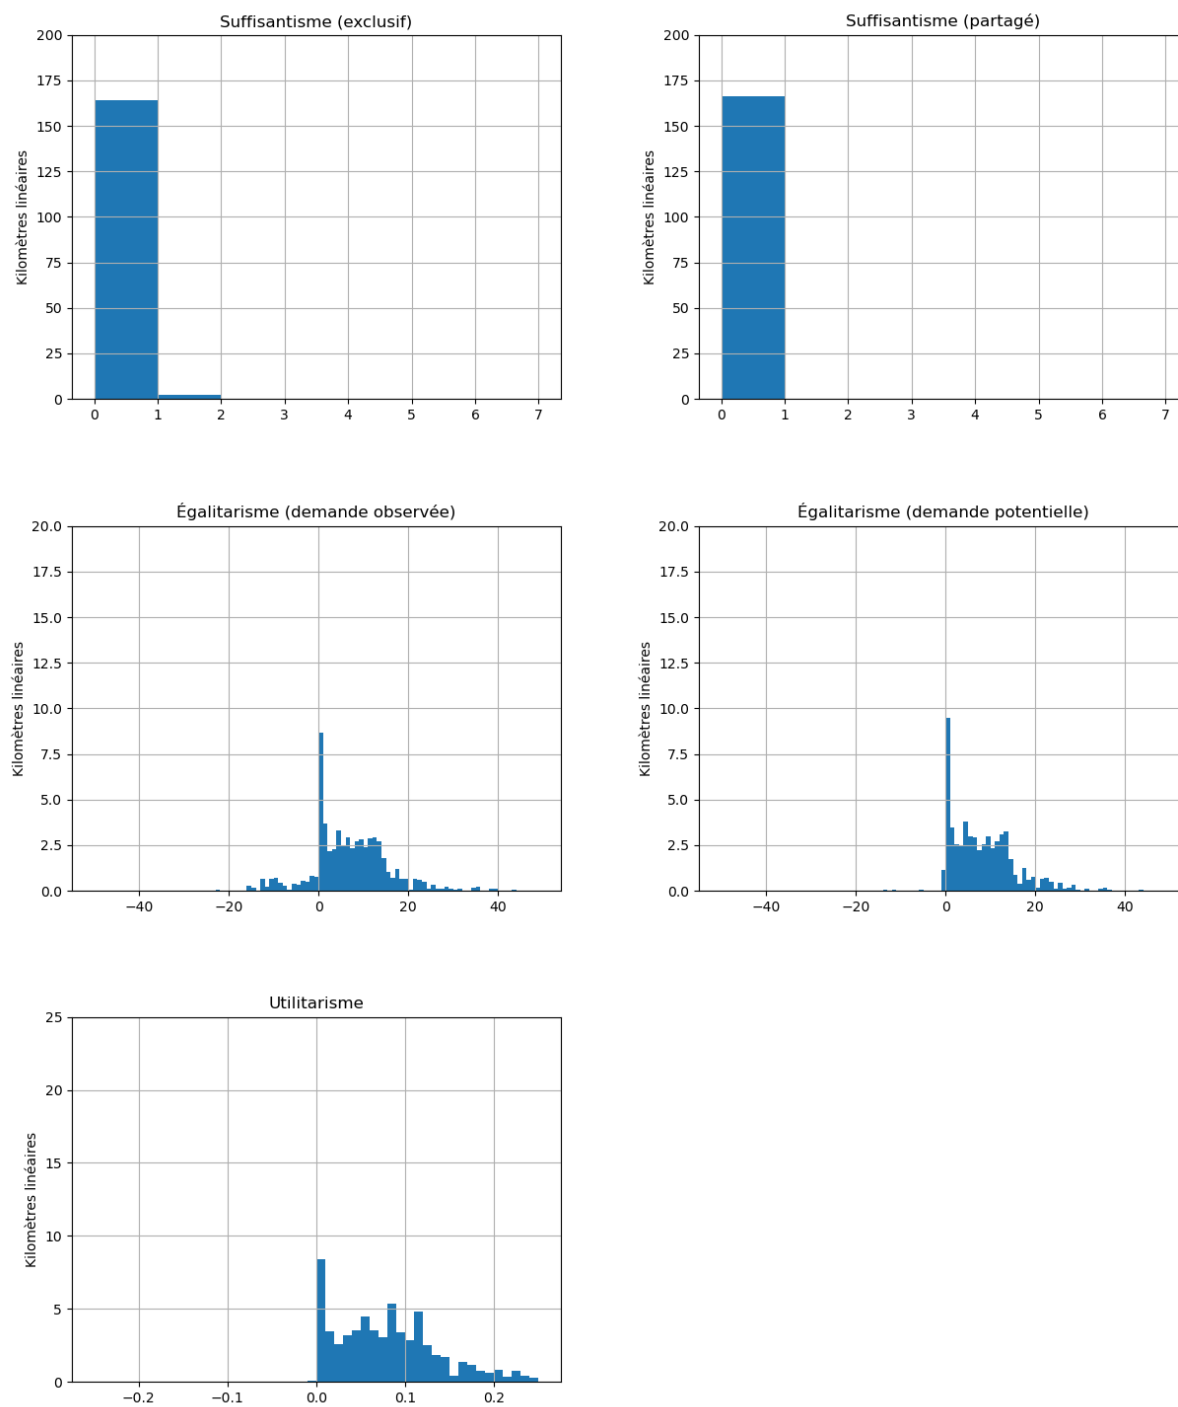 Suffisantisme (exclusif)
200
175
150
125
100
75
50
25
0
Kilomètres linéaires
0 1 2 3 4 5 6 7
Suffisantisme (partagé)
200
175
150
125
100
75
50
25
0
Kilomètres linéaires
0 1 2 3 4 5 6 7
Égalitarisme (demande observée)
20.0
17.5
15.0
12.5
10.0
7.5
5.0
2.5
0.0
Kilomètres linéaires
−40 −20 0 20 40
Égalitarisme (demande potentielle)
20.0
17.5
15.0
12.5
10.0
7.5
5.0
2.5
0.0
Kilomètres linéaires
−40 −20 0 20 40
Utilitarisme
25
20
15
10
5
0
Kilomètres linéaires
−0.2 −0.1 0.0 0.1 0.2